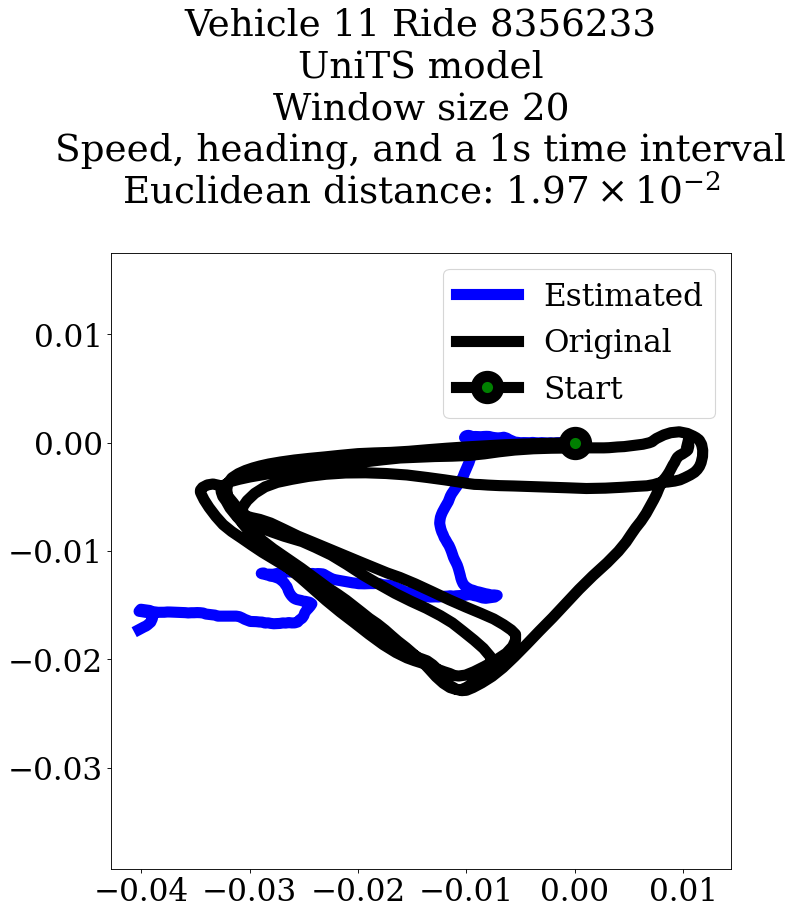 Vehicle 11 Ride 8356233
UniTS model
Window size 20
Speed, heading, and a 1s time interval
Euclidean distance: 1.97 × 10⁻²
Estimated
Original
Start
0.01
0.00
−0.01
−0.02
−0.03
−0.04 −0.03 −0.02 −0.01 0.00 0.01